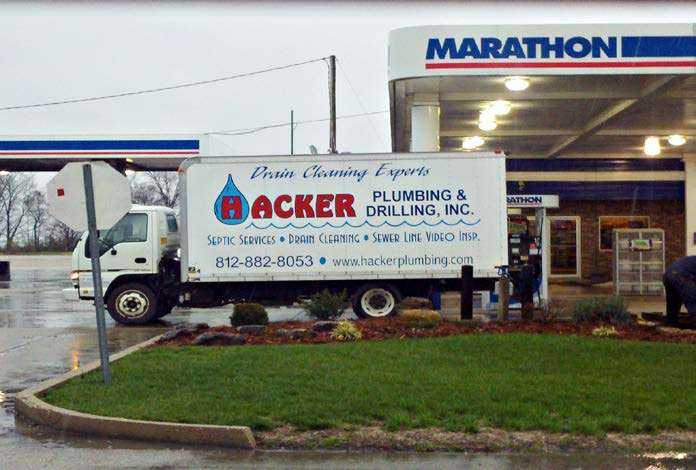 MARATHON
Drain Cleaning Experts
HACKER
PLUMBING &
DRILLING, INC.
SEPTIC SERVICES • DRAIN CLEANING • SEWER LINE VIDEO INSP.
812-882-8053 • www.hackerplumbing.com
MARATHON